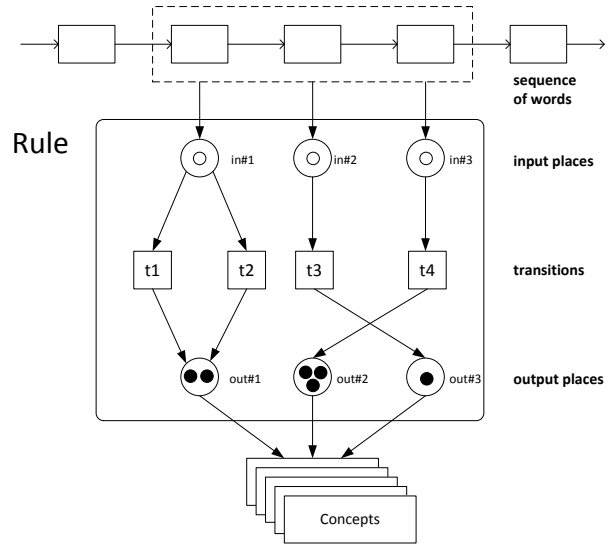 sequence
of words
Rule
in#1
in#2
in#3
input places
t1
t2
t3
t4
transitions
out#1
out#2
out#3
output places
Concepts